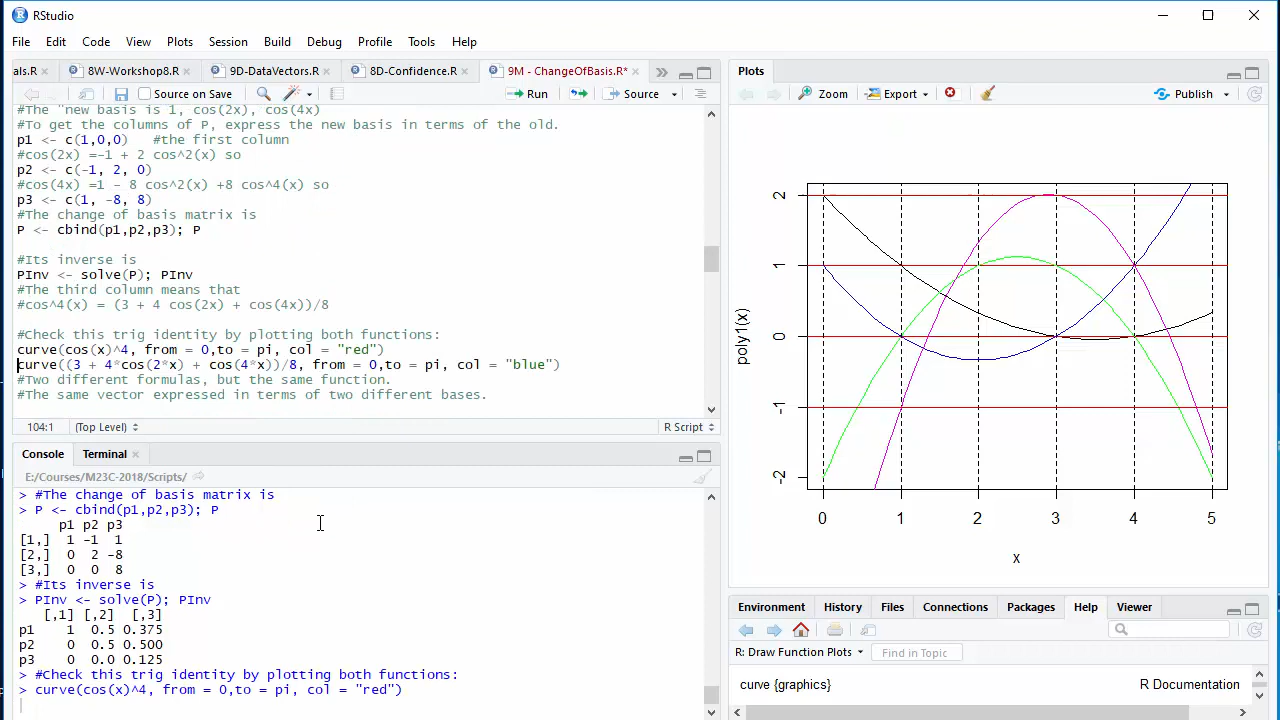 RStudio
File Edit Code View Plots Session Build Debug Profile Tools Help
als.R 8W-Workshop8.R 9D-DataVectors.R 8D-Confidence.R 9M - ChangeOfBasis.R*
Source on Save Run Source
#The "new basis is 1, cos(2x), cos(4x)
#To get the columns of P, express the new basis in terms of the old.
p1 <- c(1,0,0) #the first column
#cos(2x) =-1 + 2 cos^2(x) so
p2 <- c(-1, 2, 0)
#cos(4x) =1 - 8 cos^2(x) +8 cos^4(x) so
p3 <- c(1, -8, 8)
#The change of basis matrix is
P <- cbind(p1,p2,p3); P
#Its inverse is
PInv <- solve(P); PInv
#The third column means that
#cos^4(x) = (3 + 4 cos(2x) + cos(4x))/8
#Check this trig identity by plotting both functions:
curve(cos(x)^4, from = 0,to = pi, col = "red")
curve((3 + 4*cos(2*x) + cos(4*x))/8, from = 0,to = pi, col = "blue")
#Two different formulas, but the same function.
#The same vector expressed in terms of two different bases.
104:1 (Top Level) R Script
Console Terminal
E:/Courses/M23C-2018/Scripts/
> #The change of basis matrix is
> P <- cbind(p1,p2,p3); P
p1 p2 p3
[1,] 1 -1 1
[2,] 0 2 -8
[3,] 0 0 8
> #Its inverse is
> PInv <- solve(P); PInv
[,1] [,2] [,3]
p1 1 0.5 0.375
p2 0 0.5 0.500
p3 0 0.0 0.125
> #Check this trig identity by plotting both functions:
> curve(cos(x)^4, from = 0,to = pi, col = "red")
Plots
Zoom Export Publish
poly1(x)
2
1
0
-1
-2
0 1 2 3 4 5
x
Environment History Files Connections Packages Help Viewer
R: Draw Function Plots Find in Topic
curve {graphics} R Documentation